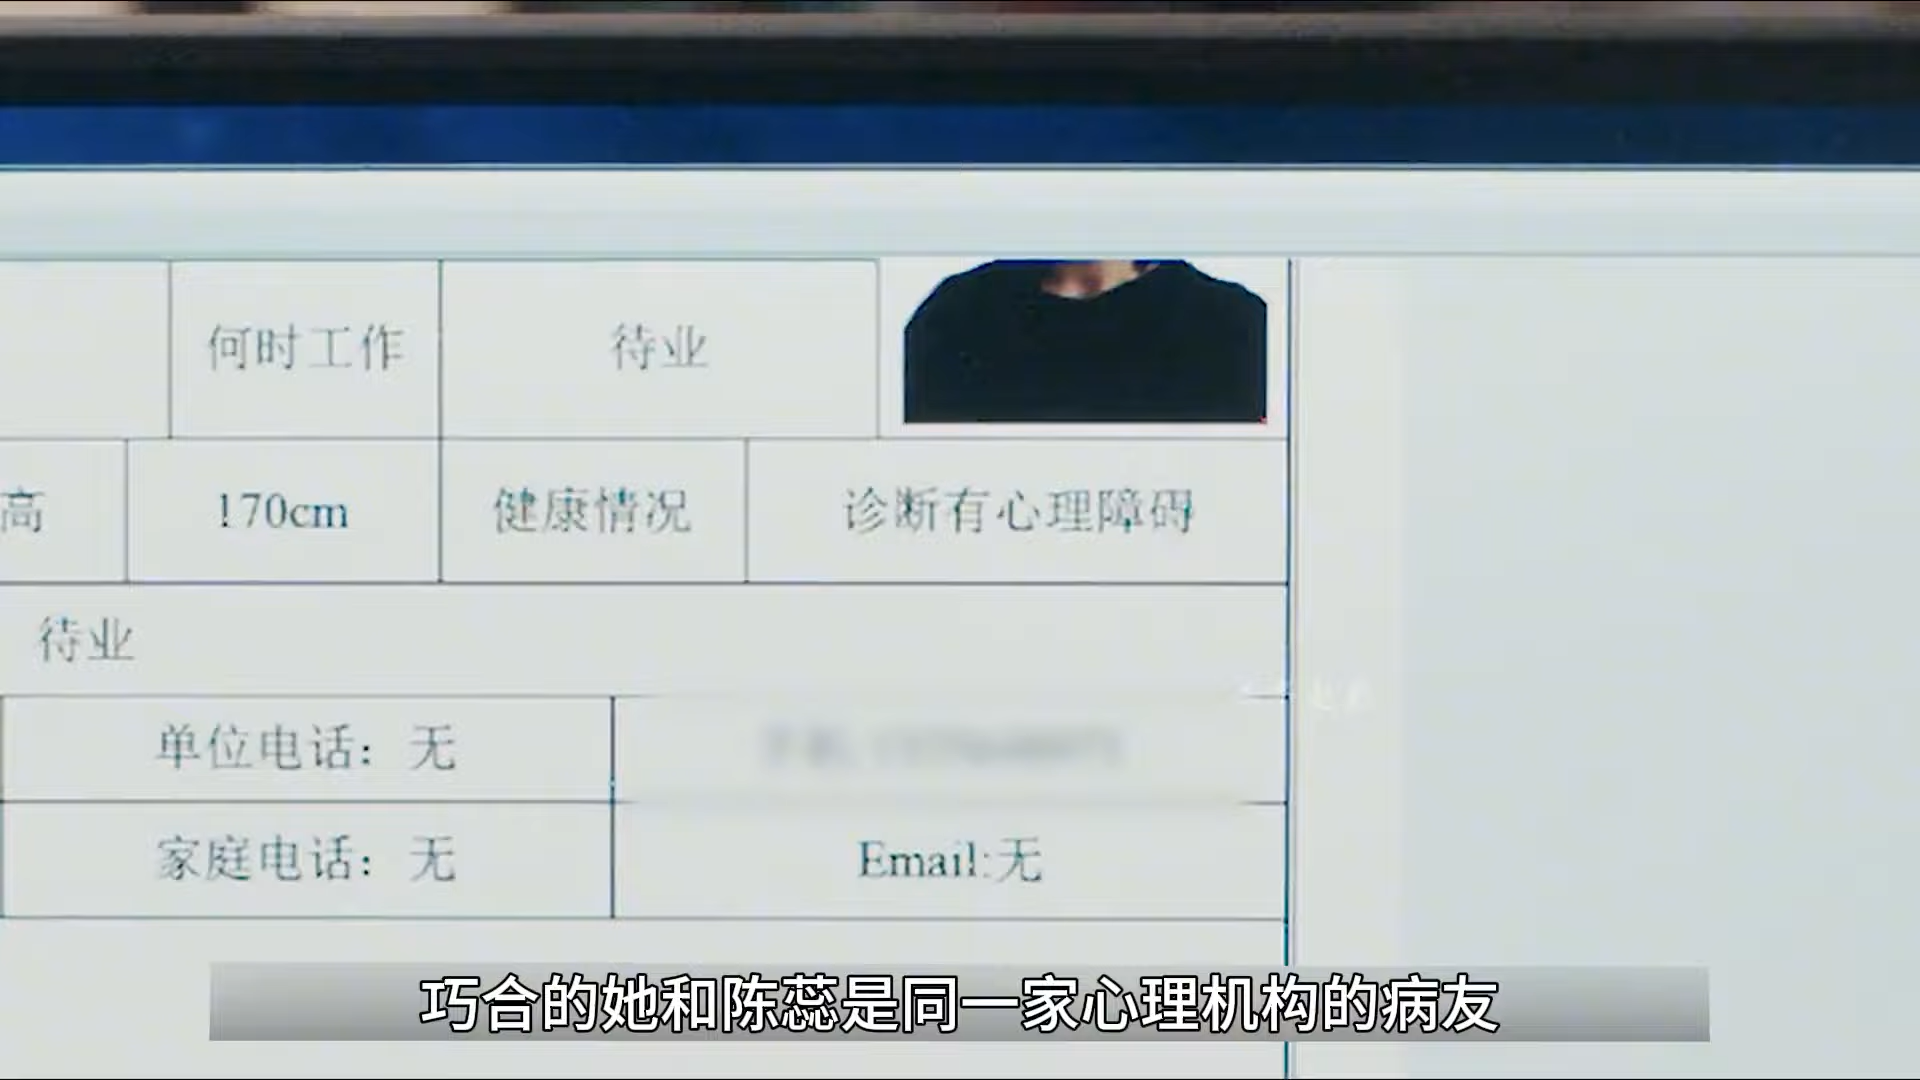 何时工作 待业
高 170cm 健康情况 诊断有心理障碍
待业
单位电话：无
家庭电话：无 Email:无
巧合的她和陈蕊是同一家心理机构的病友